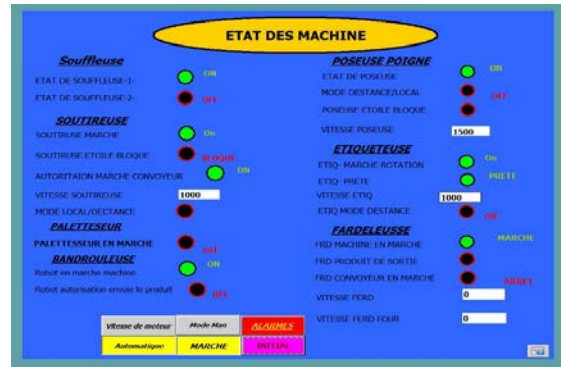 ETAT DES MACHINE
Souffleuse
ETAT DE SOUFFLEUSE-1- ON
ETAT DE SOUFFLEUSE-2- OFF
SOUTIREUSE
SOUTIRUSE MARCHE On
SOUTIRUSE ETOILE BLOQUE BLOQUE
AUTORITAION MARCHE CONVOYEUR ON
VITESSE SOUTIREUSE 1000
MODE LOCAL/DECTANCE
PALETTESEUR
PALETTESSEUR EN MARCHE OFF
BANDROULEUSE
Robot en marche machine ON
Robot autorisation envoie le produit OFF
POSEUSE POIGNE
ETAT DE POSEUSE ON
MODE DESTANCE/LOCAL OFF
POSEUSE ETOILE BLOQUE
VITESSE POSEUSE 1500
ETIQUETEUSE
ETIQ- MARCHE ROTATION On
ETIQ- PRETE PRETE
VITESSE ETIQ 1000
ETIQ MODE DESTANCE Off
FARDELEUSSE
FRD MACHINE EN MARCHE MARCHE
FRD PRODUIT DE SORTIE
FRD CONVOYEUR EN MARCHE ARRET
VITESSE FERD 0
VITESSE FERD FOUR 0
Vitesse de moteur Mode Man ALARMES
Automatique MARCHE INITIAL